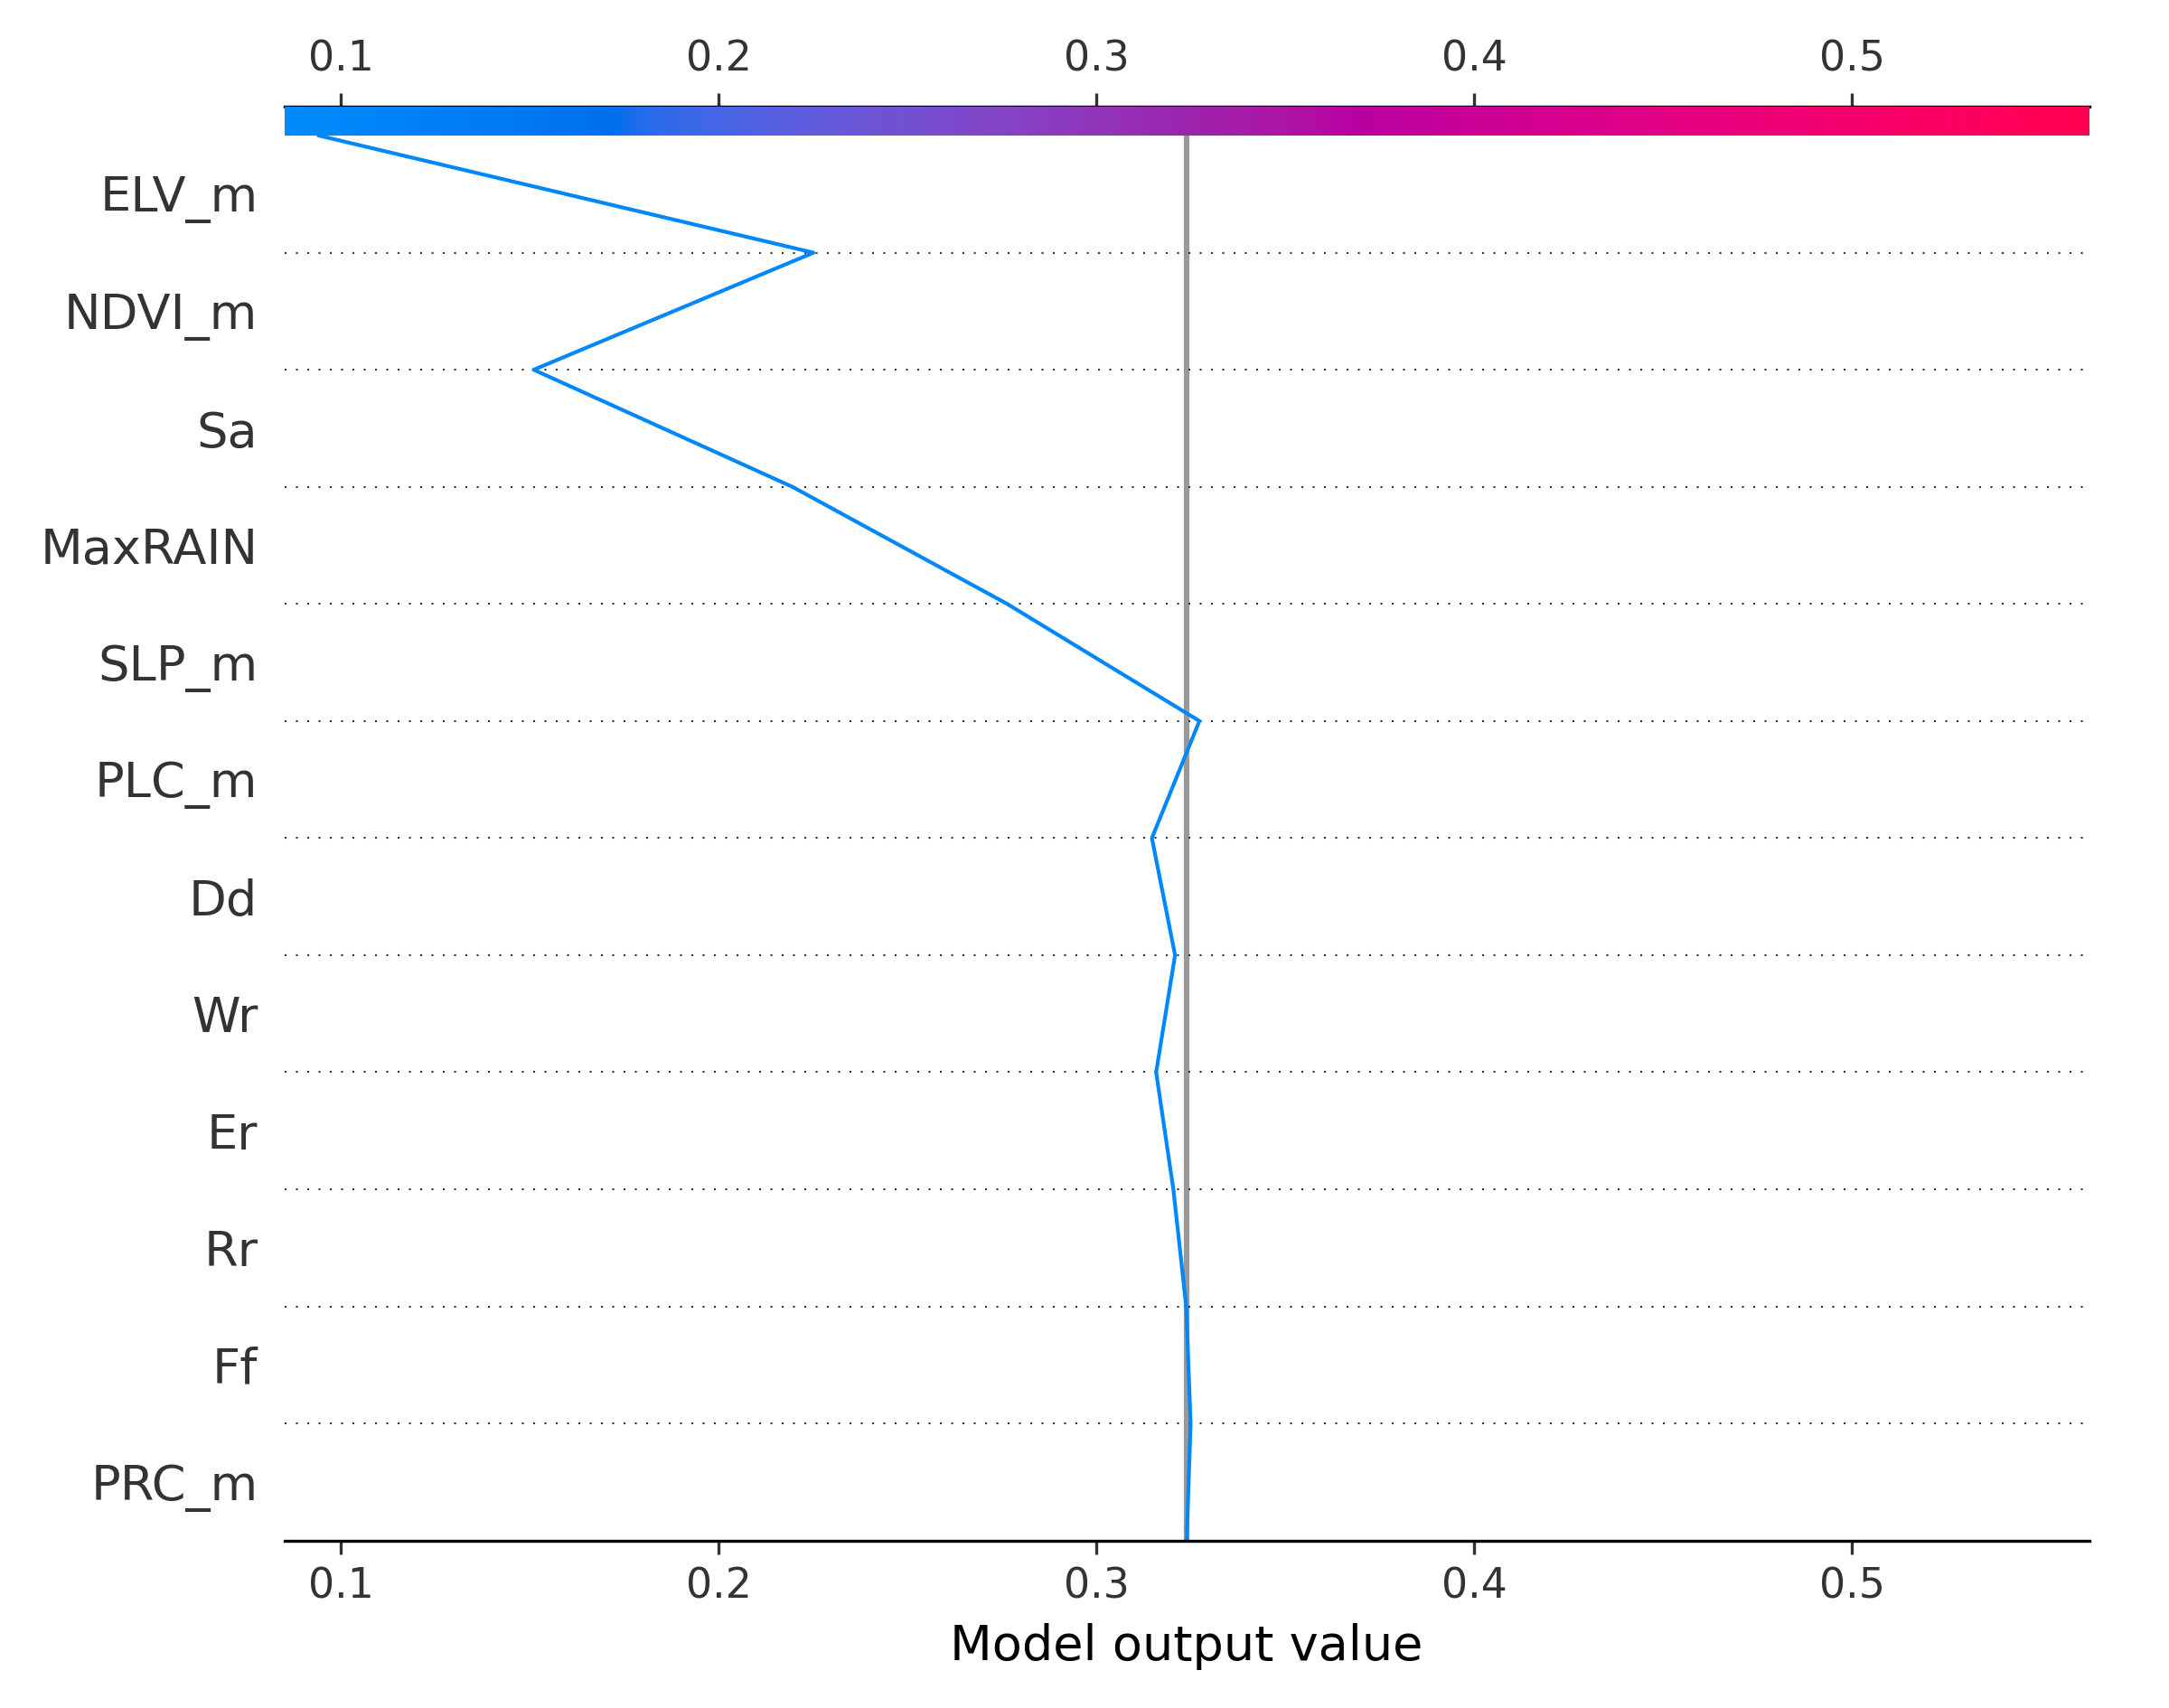 0.1 0.2 0.3 0.4 0.5
ELV_m
NDVI_m
Sa
MaxRAIN
SLP_m
PLC_m
Dd
Wr
Er
Rr
Ff
PRC_m
0.1 0.2 0.3 0.4 0.5
Model output value